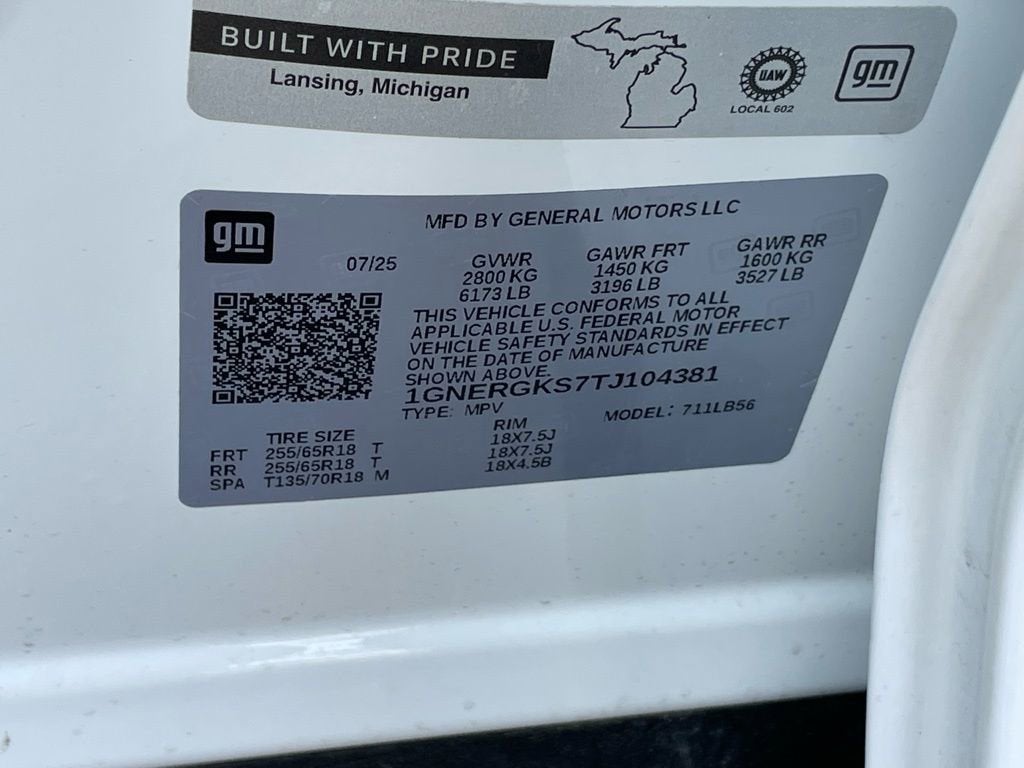 BUILT WITH PRIDE
Lansing, Michigan
UAW
LOCAL 602
gm
gm
MFD BY GENERAL MOTORS LLC
07/25
GVWR
2800 KG
6173 LB
GAWR FRT
1450 KG
3196 LB
GAWR RR
1600 KG
3527 LB
THIS VEHICLE CONFORMS TO ALL
APPLICABLE U.S. FEDERAL MOTOR
VEHICLE SAFETY STANDARDS IN EFFECT
ON THE DATE OF MANUFACTURE
SHOWN ABOVE.
1GNERGKS7TJ104381
TYPE: MPV MODEL: 711LB56
TIRE SIZE RIM
FRT 255/65R18 T 18X7.5J
RR 255/65R18 T 18X7.5J
SPA T135/70R18 M 18X4.5B